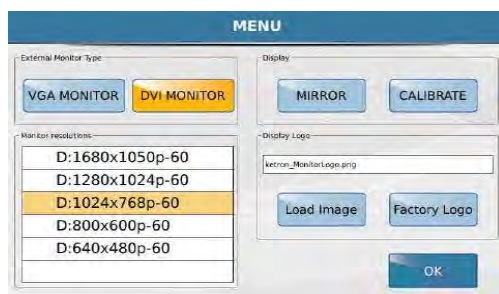 MENU
External Monitor Type
VGA MONITOR
DVI MONITOR
Display
MIRROR
CALIBRATE
Monitor resolutions
D:1680x1050p-60
D:1280x1024p-60
D:1024x768p-60
D:800x600p-60
D:640x480p-60
Display Logo
ketron_MonitorLogo.png
Load Image
Factory Logo
OK